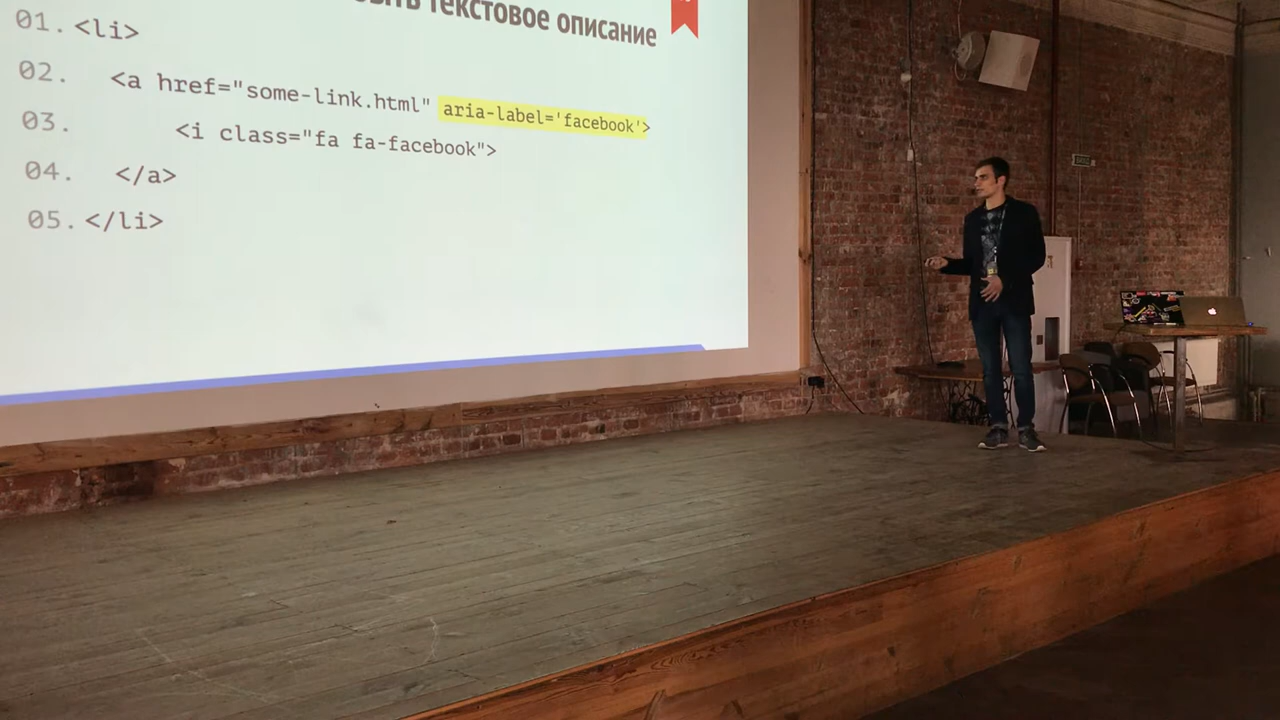 текстовое описание
01. <li>
02. <a href="some-link.html" aria-label='facebook'>
03. <i class="fa fa-facebook">
04. </a>
05. </li>